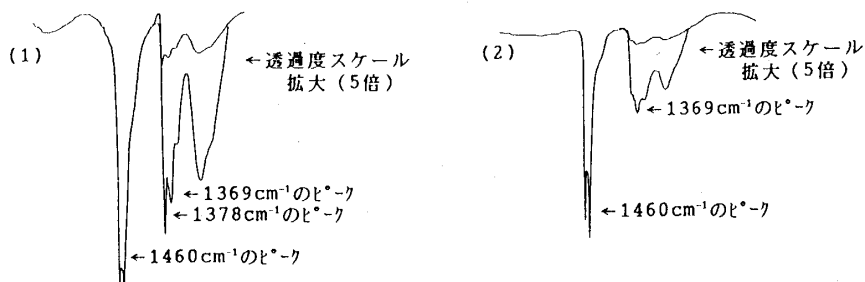 (1)
←透過度スケール
拡大(5倍)
←1369cm⁻¹のピーク
←1378cm⁻¹のピーク
←1460cm⁻¹のピーク
(2)
←透過度スケール
拡大(5倍)
←1369cm⁻¹のピーク
←1460cm⁻¹のピーク